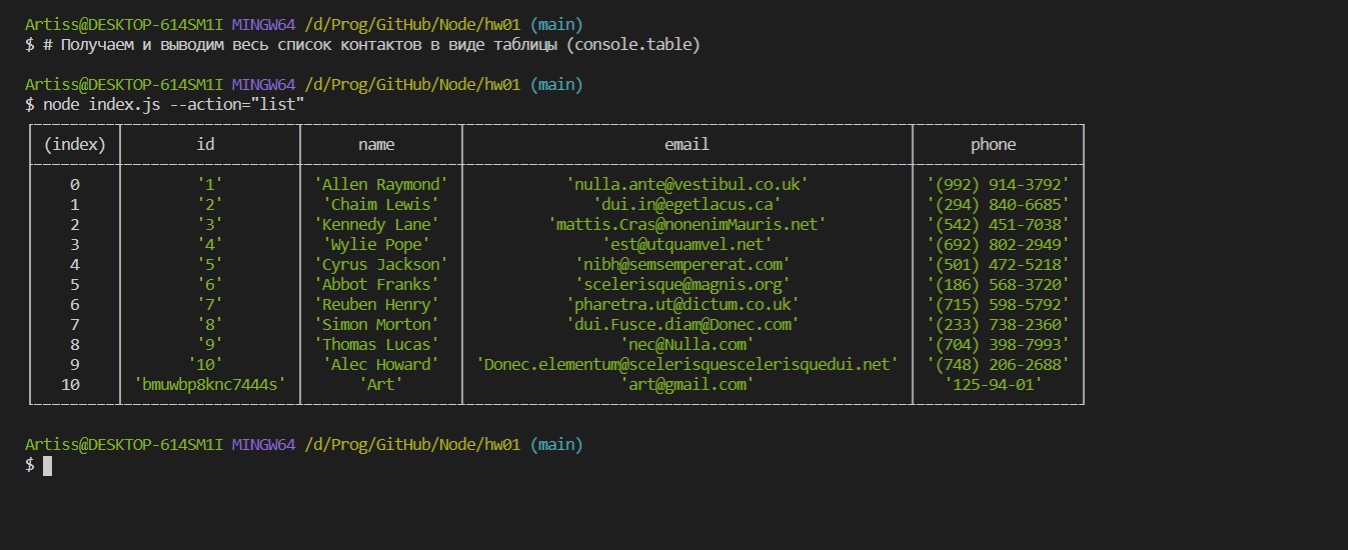 Artiss@DESKTOP-614SM1I MINGW64 /d/Prog/GitHub/Node/hw01 (main)
$ # Получаем и выводим весь список контактов в виде таблицы (console.table)
Artiss@DESKTOP-614SM1I MINGW64 /d/Prog/GitHub/Node/hw01 (main)
$ node index.js --action="list"
(index) id name email phone
0 '1' 'Allen Raymond' 'nulla.ante@vestibul.co.uk' '(992) 914-3792'
1 '2' 'Chaim Lewis' 'dui.in@egetlacus.ca' '(294) 840-6685'
2 '3' 'Kennedy Lane' 'mattis.Cras@nonenimMauris.net' '(542) 451-7038'
3 '4' 'Wylie Pope' 'est@utquamvel.net' '(692) 802-2949'
4 '5' 'Cyrus Jackson' 'nibh@semsempererat.com' '(501) 472-5218'
5 '6' 'Abbot Franks' 'scelerisque@magnis.org' '(186) 568-3720'
6 '7' 'Reuben Henry' 'pharetra.ut@dictum.co.uk' '(715) 598-5792'
7 '8' 'Simon Morton' 'dui.Fusce.diam@Donec.com' '(233) 738-2360'
8 '9' 'Thomas Lucas' 'nec@Nulla.com' '(704) 398-7993'
9 '10' 'Alec Howard' 'Donec.elementum@scelerisquescelerisquedui.net' '(748) 206-2688'
10 'bmuwbp8knc7444s' 'Art' 'art@gmail.com' '125-94-01'
Artiss@DESKTOP-614SM1I MINGW64 /d/Prog/GitHub/Node/hw01 (main)
$